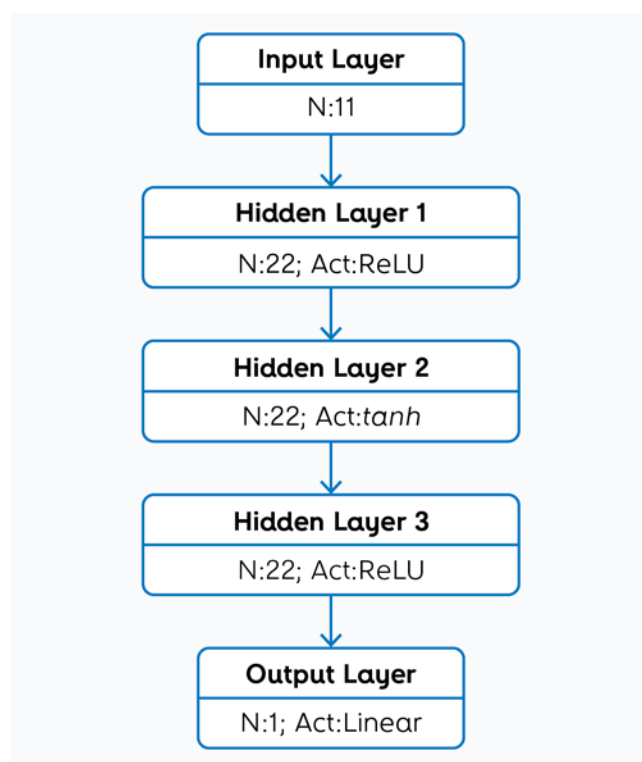 Input Layer
N:11
Hidden Layer 1
N:22; Act:ReLU
Hidden Layer 2
N:22; Act:tanh
Hidden Layer 3
N:22; Act:ReLU
Output Layer
N:1; Act:Linear